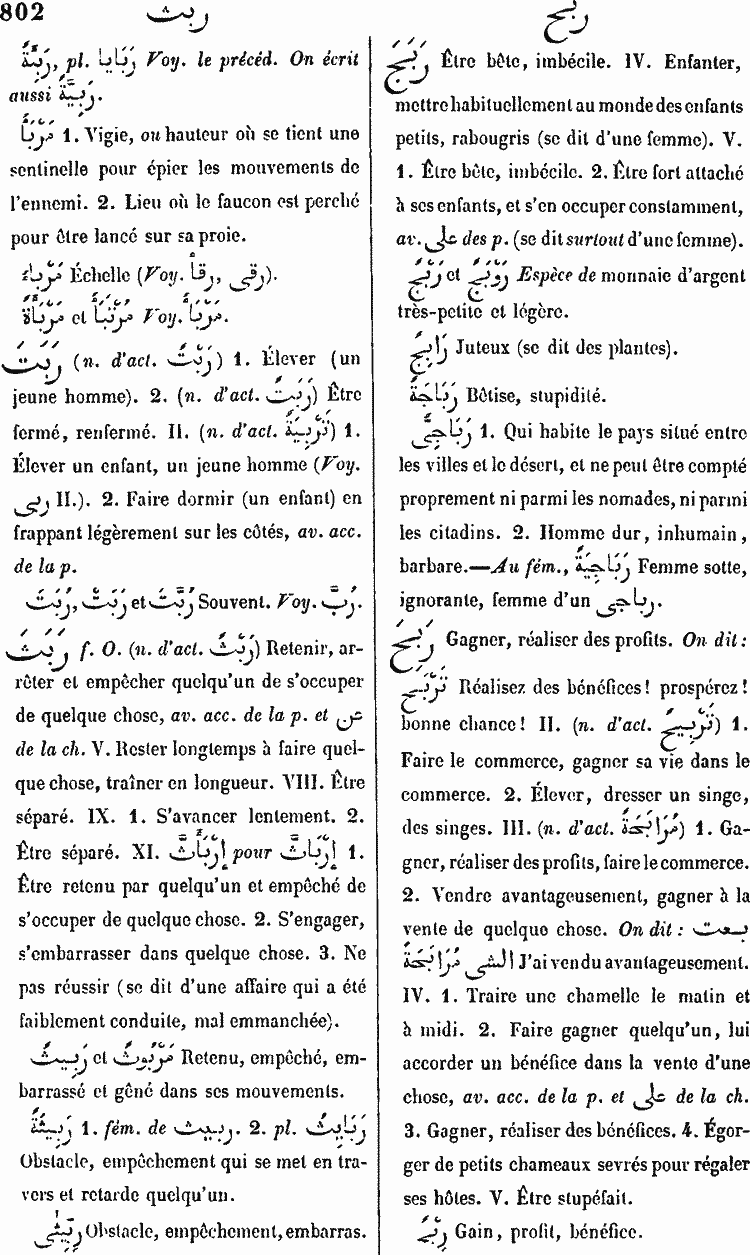 802
ربث
ربح
رَبِئَةٌ, pl. رَبَايَا Voy. le précéd. On écrit
aussi رَبِيَّةٌ.
مَرْبَأٌ 1. Vigie, ou hauteur où se tient une
sentinelle pour épier les mouvements de
l'ennemi. 2. Lieu où le faucon est perché
pour être lancé sur sa proie.
مَرْبَاءٌ Échelle (Voy. رقأ, رقى).
مَرْبَأَةٌ et مَرْتَبَأٌ Voy. مَرْبَأٌ.
رَبَتَ (n. d'act. رَبْتٌ) 1. Élever (un
jeune homme). 2. (n. d'act. رَبَتٌ) Être
fermé, renfermé. II. (n. d'act. تَرْبِيَةٌ) 1.
Élever un enfant, un jeune homme (Voy.
ربى II.). 2. Faire dormir (un enfant) en
frappant légèrement sur les côtés, av. acc.
de la p.
رُبَتَ, رُبَّتْ et رُبَّتَ Souvent. Voy. رُبَّ.
رَبَثَ f. O. (n. d'act. رَبْثٌ) Retenir, ar-
rêter et empêcher quelqu'un de s'occuper
de quelque chose, av. acc. de la p. et عن
de la ch. V. Rester longtemps à faire quel-
que chose, traîner en longueur. VIII. Être
séparé. IX. 1. S'avancer lentement. 2.
Être séparé. XI. إِرْبَأَثَّ pour إِرْبَاثَّ 1.
Être retenu par quelqu'un et empêché de
s'occuper de quelque chose. 2. S'engager,
s'embarrasser dans quelque chose. 3. Ne
pas réussir (se dit d'une affaire qui a été
faiblement conduite, mal emmanchée).
رَبِيثٌ et مَرْبُوثٌ Retenu, empêché, em-
barrassé et gêné dans ses mouvements.
رَبِيثَةٌ 1. fém. de ربيث. 2. pl. رَبَايِثُ
Obstacle, empêchement qui se met en tra-
vers et retarde quelqu'un.
رِبِّيثَى Obstacle, empêchement, embarras.
رَبَجَ Être bête, imbécile. IV. Enfanter,
mettre habituellement au monde des enfants
petits, rabougris (se dit d'une femme). V.
1. Être bête, imbécile. 2. Être fort attaché
à ses enfants, et s'en occuper constamment,
av. على des p. (se dit surtout d'une femme).
رَبْجٌ et رَوْبَجٌ Espèce de monnaie d'argent
très-petite et légère.
رَابِجٌ Juteux (se dit des plantes).
رَبَاجَةٌ Bêtise, stupidité.
رَبَاجِىٌّ 1. Qui habite le pays situé entre
les villes et le désert, et ne peut être compté
proprement ni parmi les nomades, ni parmi
les citadins. 2. Homme dur, inhumain,
barbare.—Au fém., رَبَاجِيَةٌ Femme sotte,
ignorante, femme d'un رباجى.
رَبِحَ Gagner, réaliser des profits. On dit:
تَرْبَحُ Réalisez des bénéfices! prospérez!
bonne chance! II. (n. d'act. تَرْبِيحٌ) 1.
Faire le commerce, gagner sa vie dans le
commerce. 2. Élever, dresser un singe,
des singes. III. (n. d'act. مُرَابَحَةٌ) 1. Ga-
gner, réaliser des profits, faire le commerce.
2. Vendre avantageusement, gagner à la
vente de quelque chose. On dit: بعت
الشى مُرَابَحَةً J'ai vendu avantageusement.
IV. 1. Traire une chamelle le matin et
à midi. 2. Faire gagner quelqu'un, lui
accorder un bénéfice dans la vente d'une
chose, av. acc. de la p. et على de la ch.
3. Gagner, réaliser des bénéfices. 4. Égor-
ger de petits chameaux sevrés pour régaler
ses hôtes. V. Être stupéfait.
رِبْحٌ Gain, profit, bénéfice.